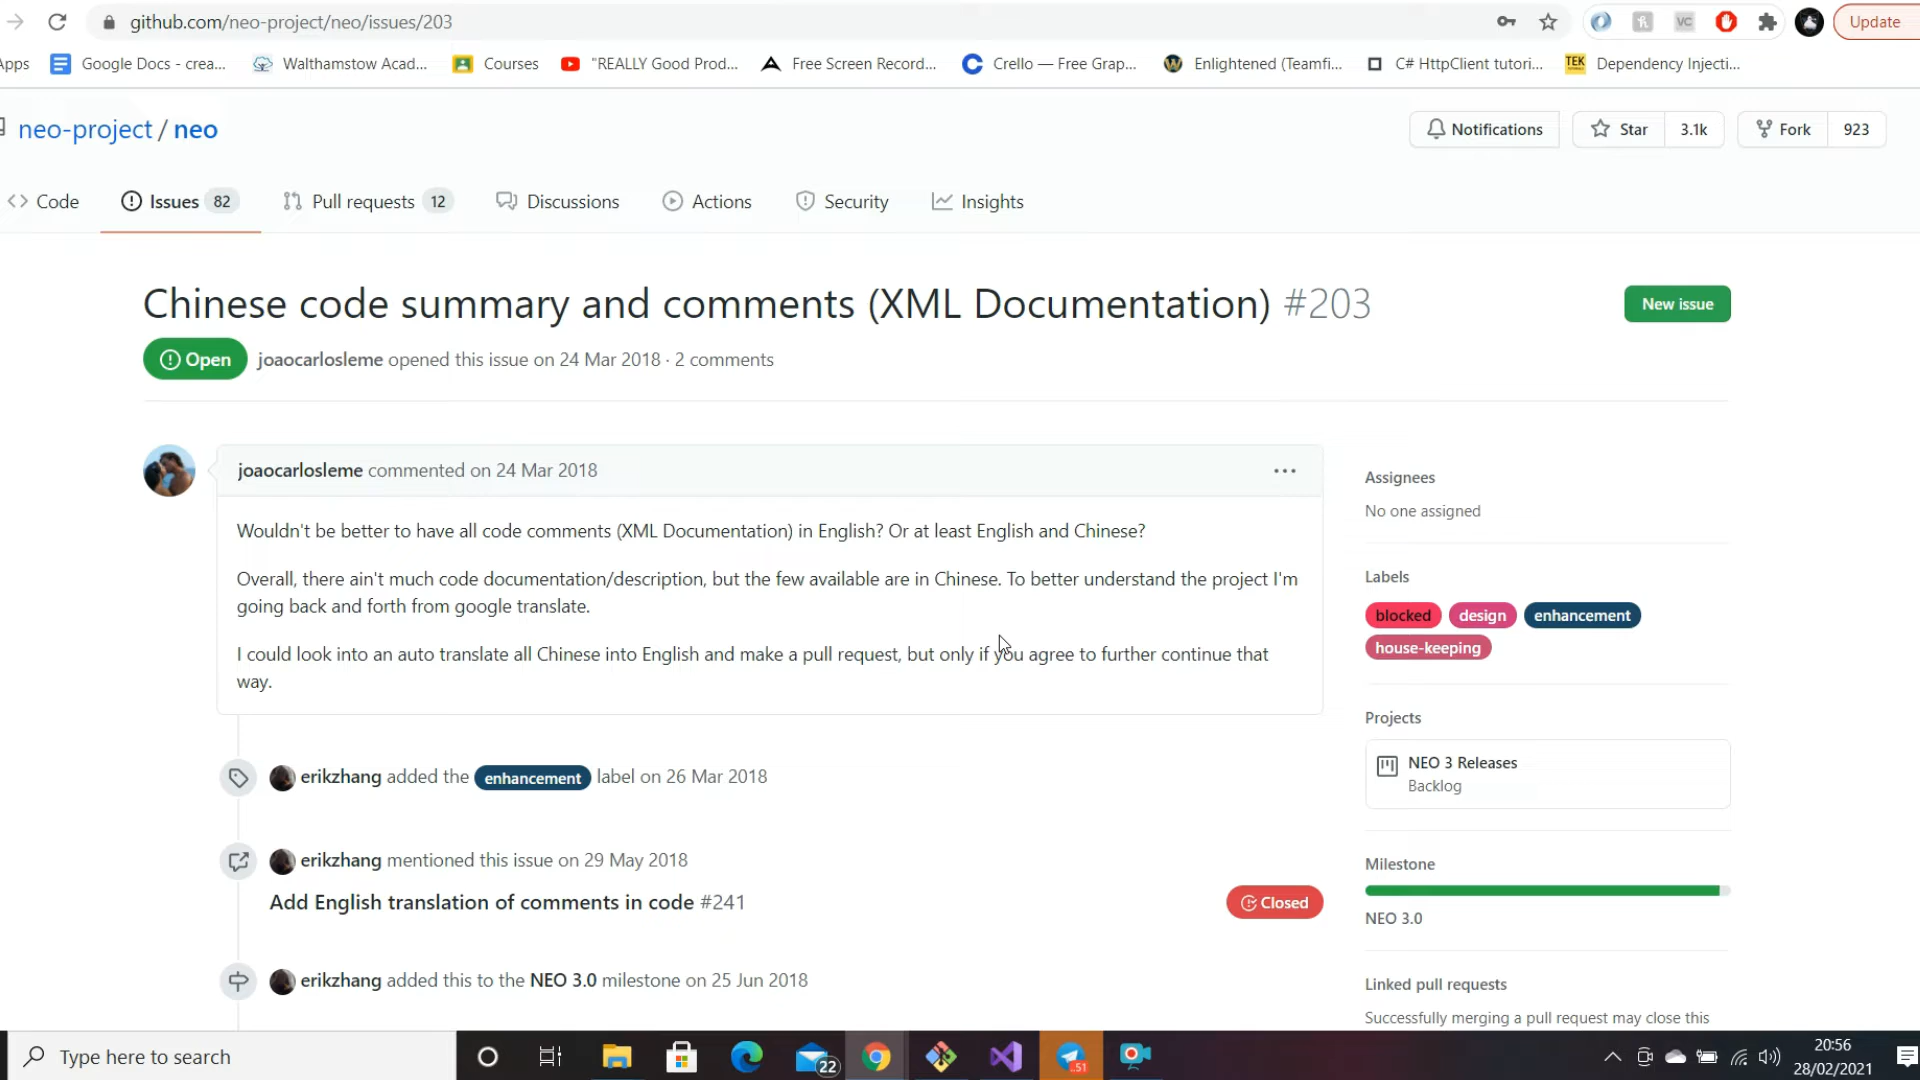 github.com/neo-project/neo/issues/203
Update
Apps
Google Docs - crea...
Walthamstow Acad...
Courses
"REALLY Good Prod...
Free Screen Record...
Crello — Free Grap...
Enlightened (Teamfi...
C# HttpClient tutori...
TEK
Dependency Injecti...
neo-project / neo
Notifications
Star 3.1k
Fork 923
Code
Issues 82
Pull requests 12
Discussions
Actions
Security
Insights
Chinese code summary and comments (XML Documentation) #203
New issue
Open
joaocarlosleme opened this issue on 24 Mar 2018 · 2 comments
joaocarlosleme commented on 24 Mar 2018
Wouldn't be better to have all code comments (XML Documentation) in English? Or at least English and Chinese?
Overall, there ain't much code documentation/description, but the few available are in Chinese. To better understand the project I'm
going back and forth from google translate.
I could look into an auto translate all Chinese into English and make a pull request, but only if you agree to further continue that
way.
erikzhang added the enhancement label on 26 Mar 2018
erikzhang mentioned this issue on 29 May 2018
Add English translation of comments in code #241
Closed
erikzhang added this to the NEO 3.0 milestone on 25 Jun 2018
Assignees
No one assigned
Labels
blocked design enhancement
house-keeping
Projects
NEO 3 Releases
Backlog
Milestone
NEO 3.0
Linked pull requests
Successfully merging a pull request may close this
Type here to search
22
20:56
28/02/2021